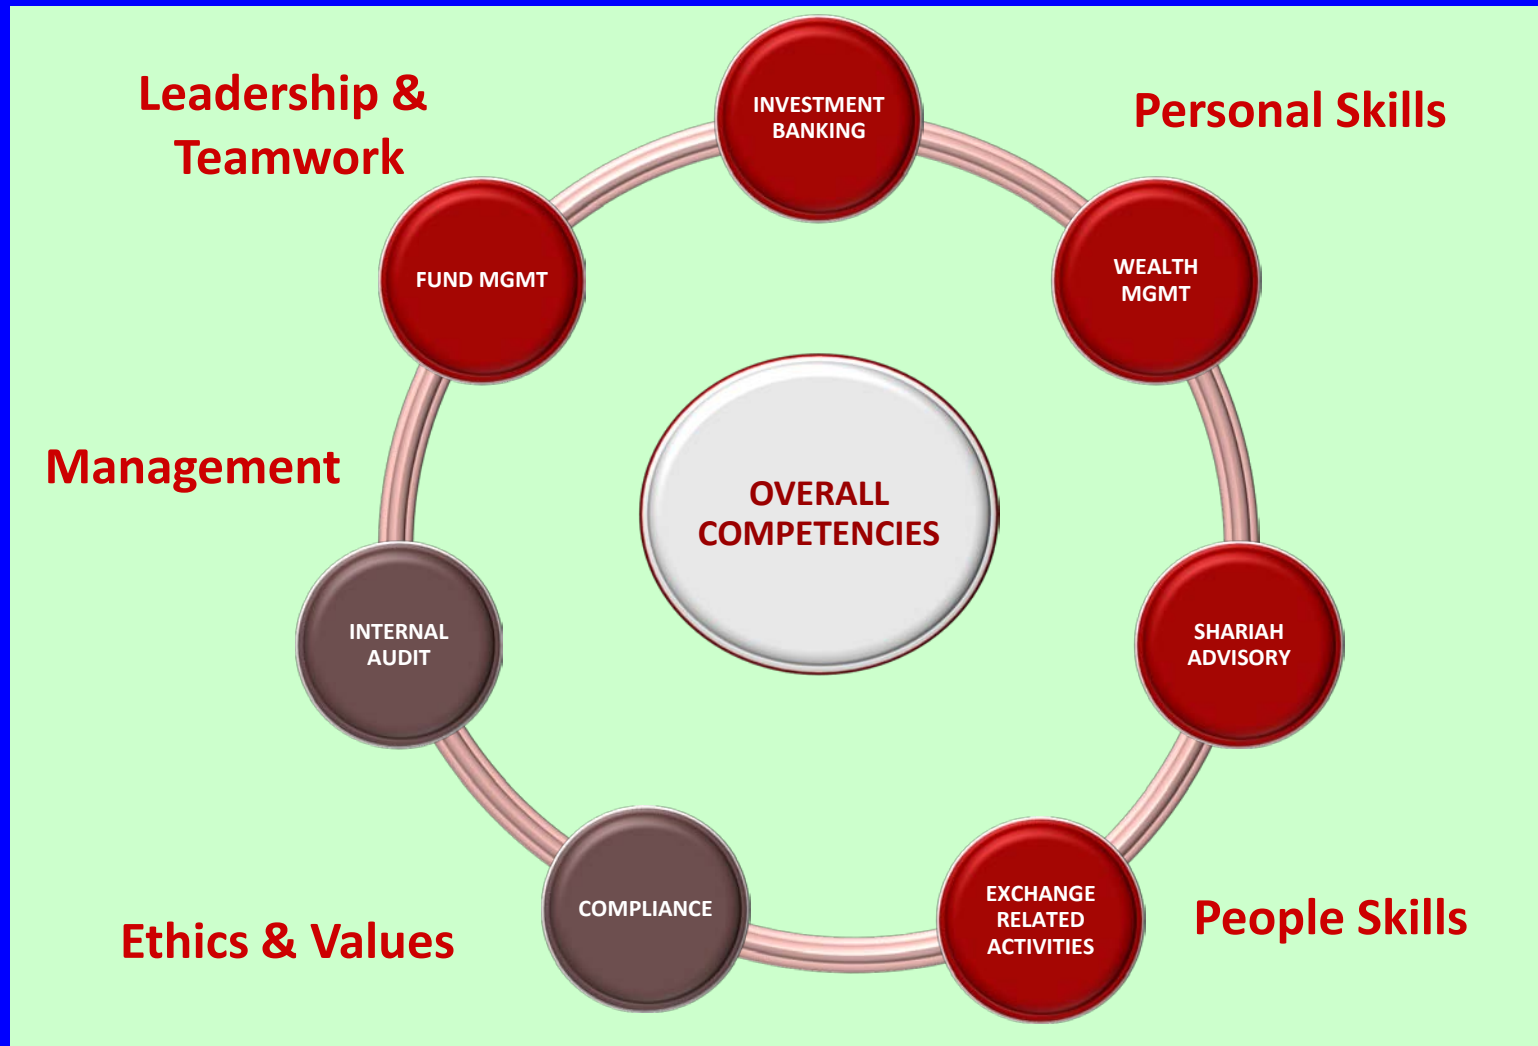 Leadership &
Teamwork
INVESTMENT
BANKING
Personal Skills
FUND MGMT
WEALTH
MGMT
Management
OVERALL
COMPETENCIES
INTERNAL
AUDIT
SHARIAH
ADVISORY
Ethics & Values
COMPLIANCE
EXCHANGE
RELATED
ACTIVITIES
People Skills